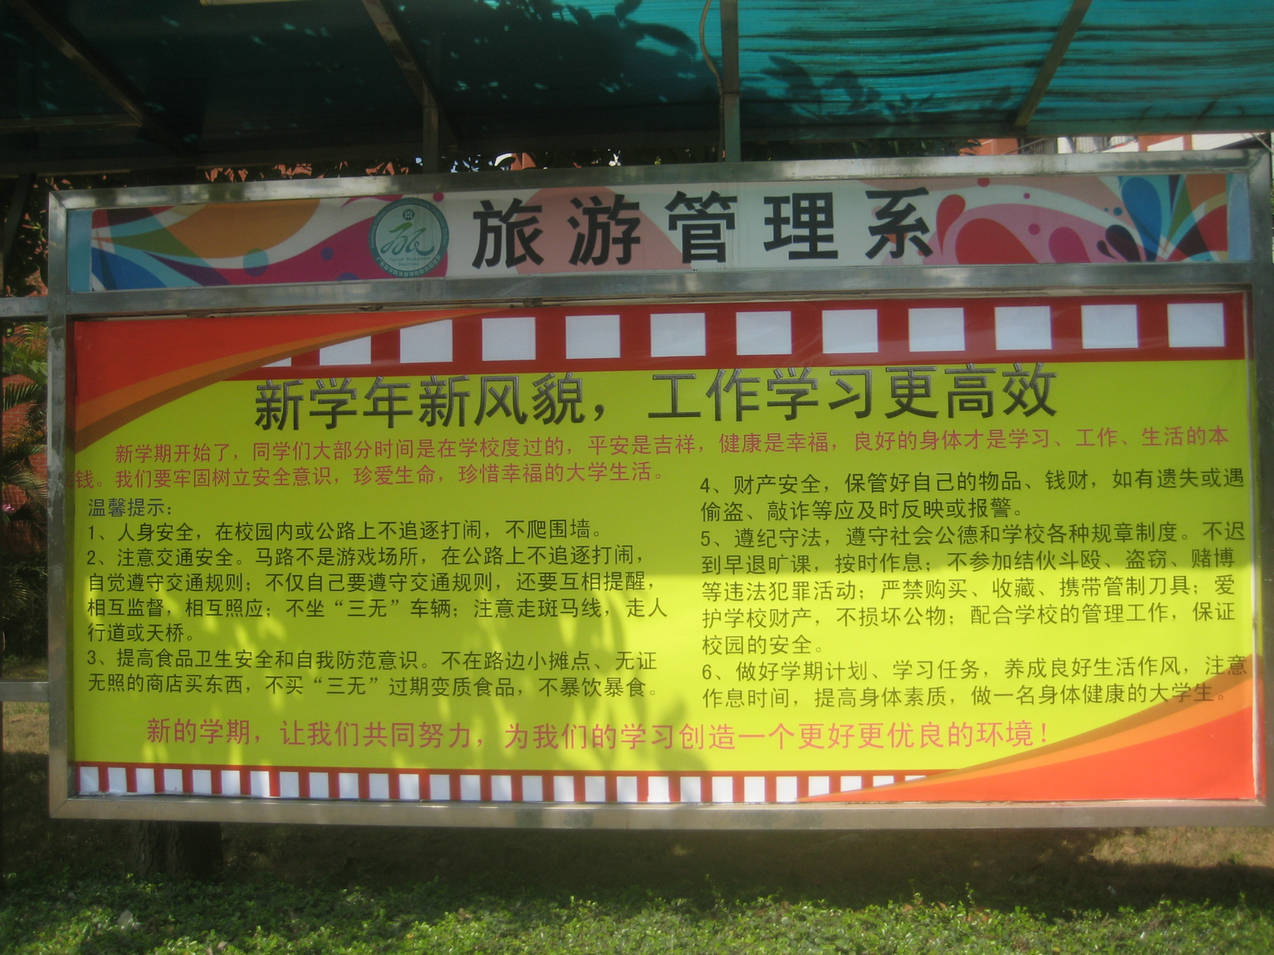 旅游管理系
新学年新风貌，工作学习更高效
新学期开始了，同学们大部分时间是在学校度过的，平安是吉祥，健康是幸福，良好的身体才是学习、工作、生活的本
钱。我们要牢固树立安全意识，珍爱生命，珍惜幸福的大学生活。
温馨提示：
1、人身安全，在校园内或公路上不追逐打闹，不爬围墙。
2、注意交通安全。马路不是游戏场所，在公路上不追逐打闹，
自觉遵守交通规则；不仅自己要遵守交通规则，还要互相提醒，
相互监督，相互照应；不坐“三无”车辆；注意走斑马线，走人
行道或天桥。
3、提高食品卫生安全和自我防范意识。不在路边小摊点、无证
无照的商店买东西，不买“三无”过期变质食品，不暴饮暴食。
4、财产安全，保管好自己的物品、钱财，如有遗失或遇
偷盗、敲诈等应及时反映或报警。
5、遵纪守法，遵守社会公德和学校各种规章制度。不迟
到早退旷课，按时作息；不参加结伙斗殴、盗窃、赌博
等违法犯罪活动；严禁购买、收藏、携带管制刀具；爱
护学校财产，不损坏公物；配合学校的管理工作，保证
校园的安全。
6、做好学期计划、学习任务，养成良好生活作风，注意
作息时间，提高身体素质，做一名身体健康的大学生。
新的学期，让我们共同努力，为我们的学习创造一个更好更优良的环境！